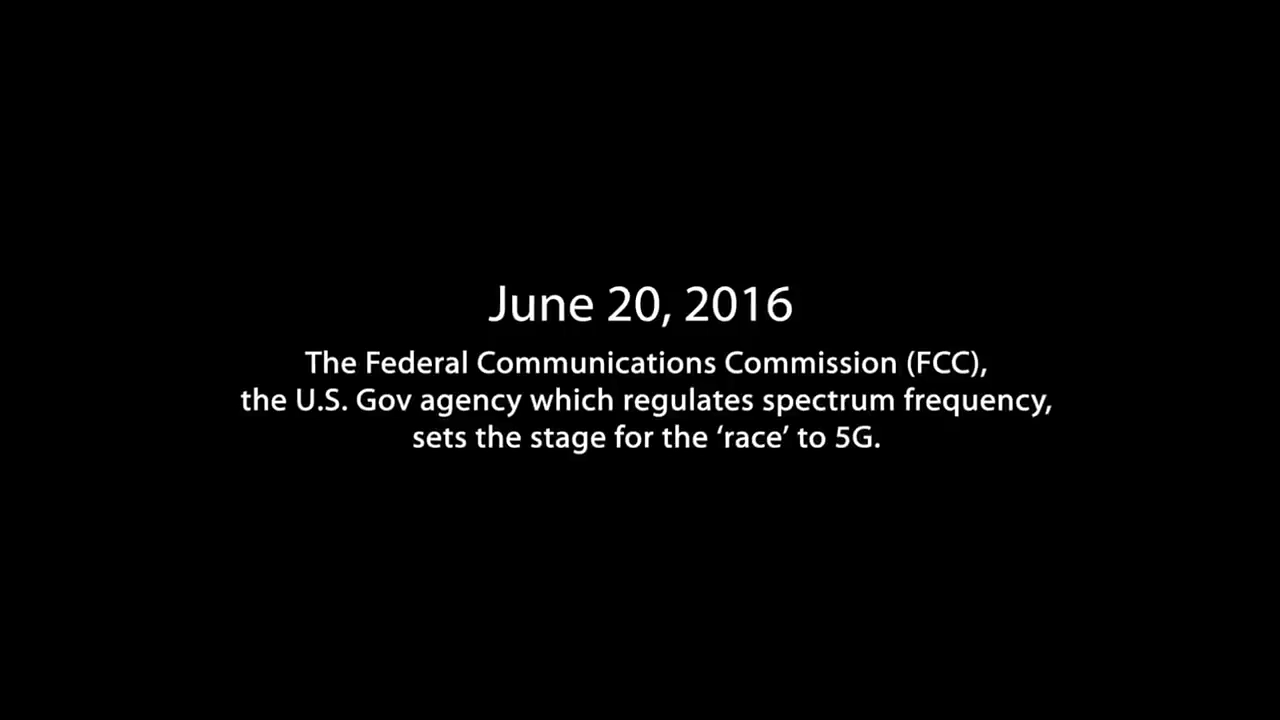 June 20, 2016
The Federal Communications Commission (FCC),
the U.S. Gov agency which regulates spectrum frequency,
sets the stage for the ‘race’ to 5G.